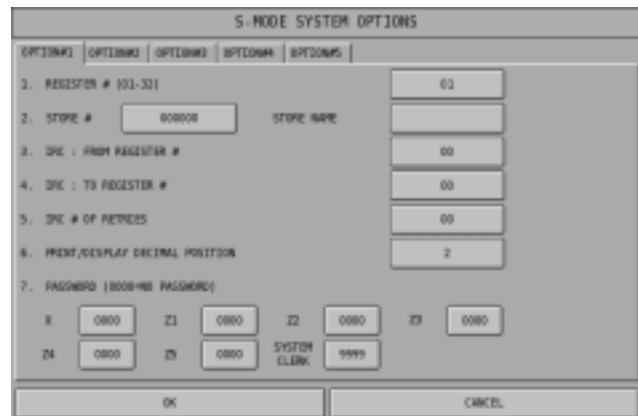 S-MODE SYSTEM OPTIONS
OPTION#1 OPTION#2 OPTION#3 OPTION#4 OPTION#5
1. REGISTER # (01-32) 01
2. STORE # 000000 STORE NAME
3. IRC : FROM REGISTER # 00
4. IRC : TO REGISTER # 00
5. IRC # OF RETRIES 00
6. PRINT/DISPLAY DECIMAL POSITION 2
7. PASSWORD (0000=NO PASSWORD)
X 0000 Z1 0000 Z2 0000 Z3 0000
Z4 0000 Z5 0000 SYSTEM CLERK 9999
OK CANCEL